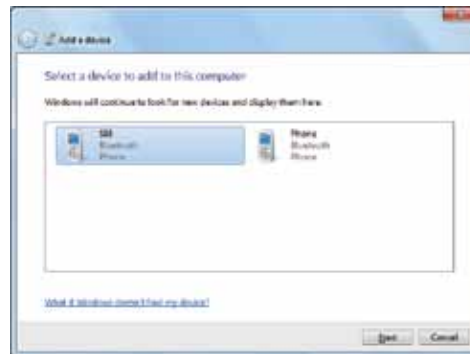 Add a device
Select a device to add to this computer
Windows will continue to look for new devices and display them here.
Bluetooth
Phone
Phone
Bluetooth
Phone
What if Windows doesn't find my device?
Next
Cancel